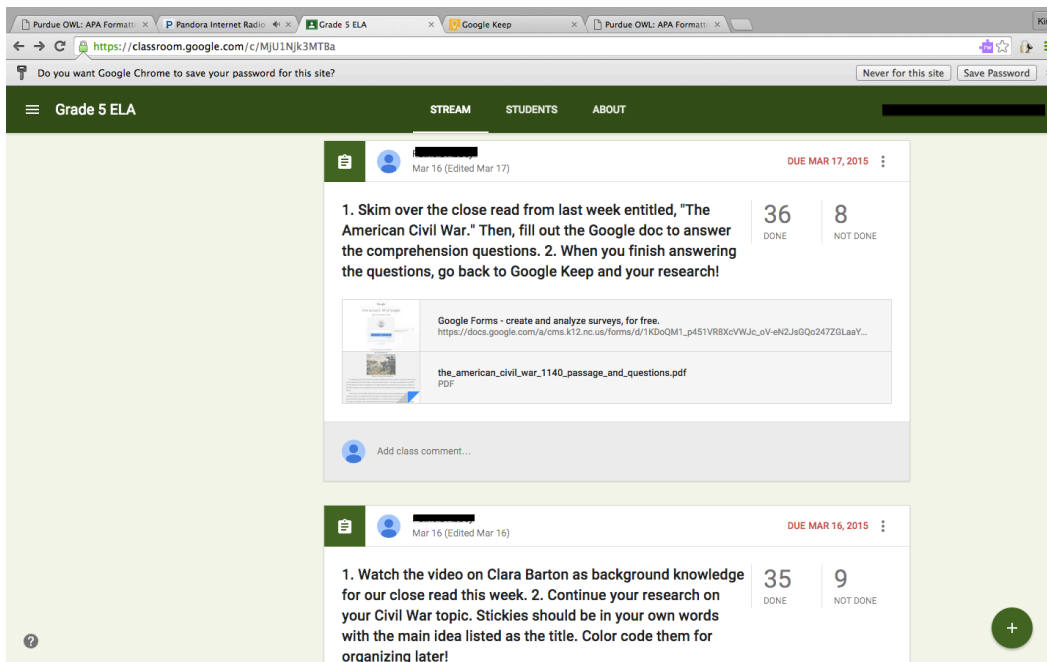 Purdue OWL: APA Formatti
Pandora Internet Radio
Grade 5 ELA
Google Keep
Purdue OWL: APA Formatti
https://classroom.google.com/c/MjU1Njk3MTBa
Do you want Google Chrome to save your password for this site?
Never for this site
Save Password
Grade 5 ELA
STREAM
STUDENTS
ABOUT
Mar 16 (Edited Mar 17)
DUE MAR 17, 2015
1. Skim over the close read from last week entitled, "The
American Civil War." Then, fill out the Google doc to answer
the comprehension questions. 2. When you finish answering
the questions, go back to Google Keep and your research!
36
DONE
8
NOT DONE
Google Forms - create and analyze surveys, for free.
https://docs.google.com/a/cms.k12.nc.us/forms/d/1KDoQM1_p451VR8XcVWJc_oV-eN2JsGQo247ZGLaaY...
the_american_civil_war_1140_passage_and_questions.pdf
PDF
Add class comment...
Mar 16 (Edited Mar 16)
DUE MAR 16, 2015
1. Watch the video on Clara Barton as background knowledge
for our close read this week. 2. Continue your research on
your Civil War topic. Stickies should be in your own words
with the main idea listed as the title. Color code them for
organizing later!
35
DONE
9
NOT DONE